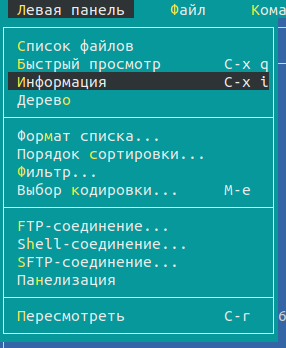 Левая панель Файл Кома
Список файлов
Быстрый просмотр C-x q
Информация C-x i
Дерево
Формат списка...
Порядок сортировки...
Фильтр...
Выбор кодировки... M-e
FTP-соединение...
Shell-соединение...
SFTP-соединение...
Панелизация
Пересмотреть C-r